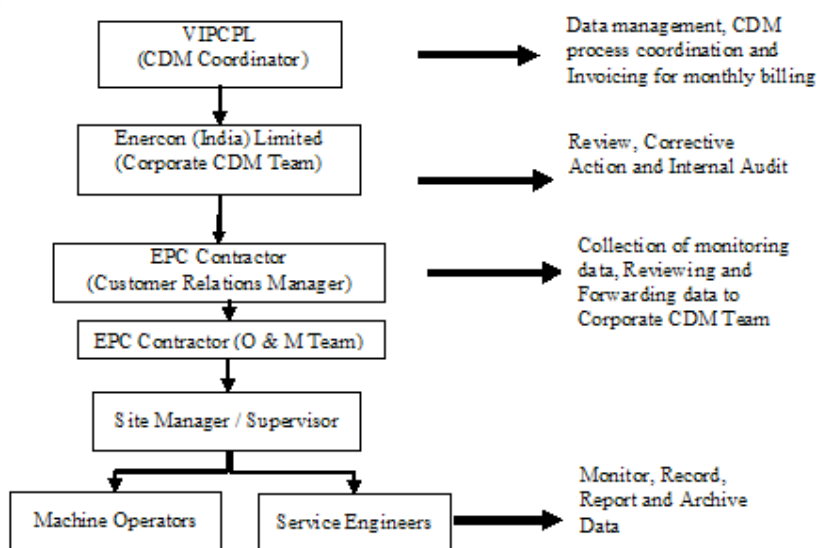 VIPCPL
(CDM Coordinator)
Data management, CDM
process coordination and
Invoicing for monthly billing
Enercon (India) Limited
(Corporate CDM Team)
Review, Corrective
Action and Internal Audit
EPC Contractor
(Customer Relations Manager)
Collection of monitoring
data, Reviewing and
Forwarding data to
Corporate CDM Team
EPC Contractor (O & M Team)
Site Manager / Supervisor
Machine Operators
Service Engineers
Monitor, Record,
Report and Archive
Data